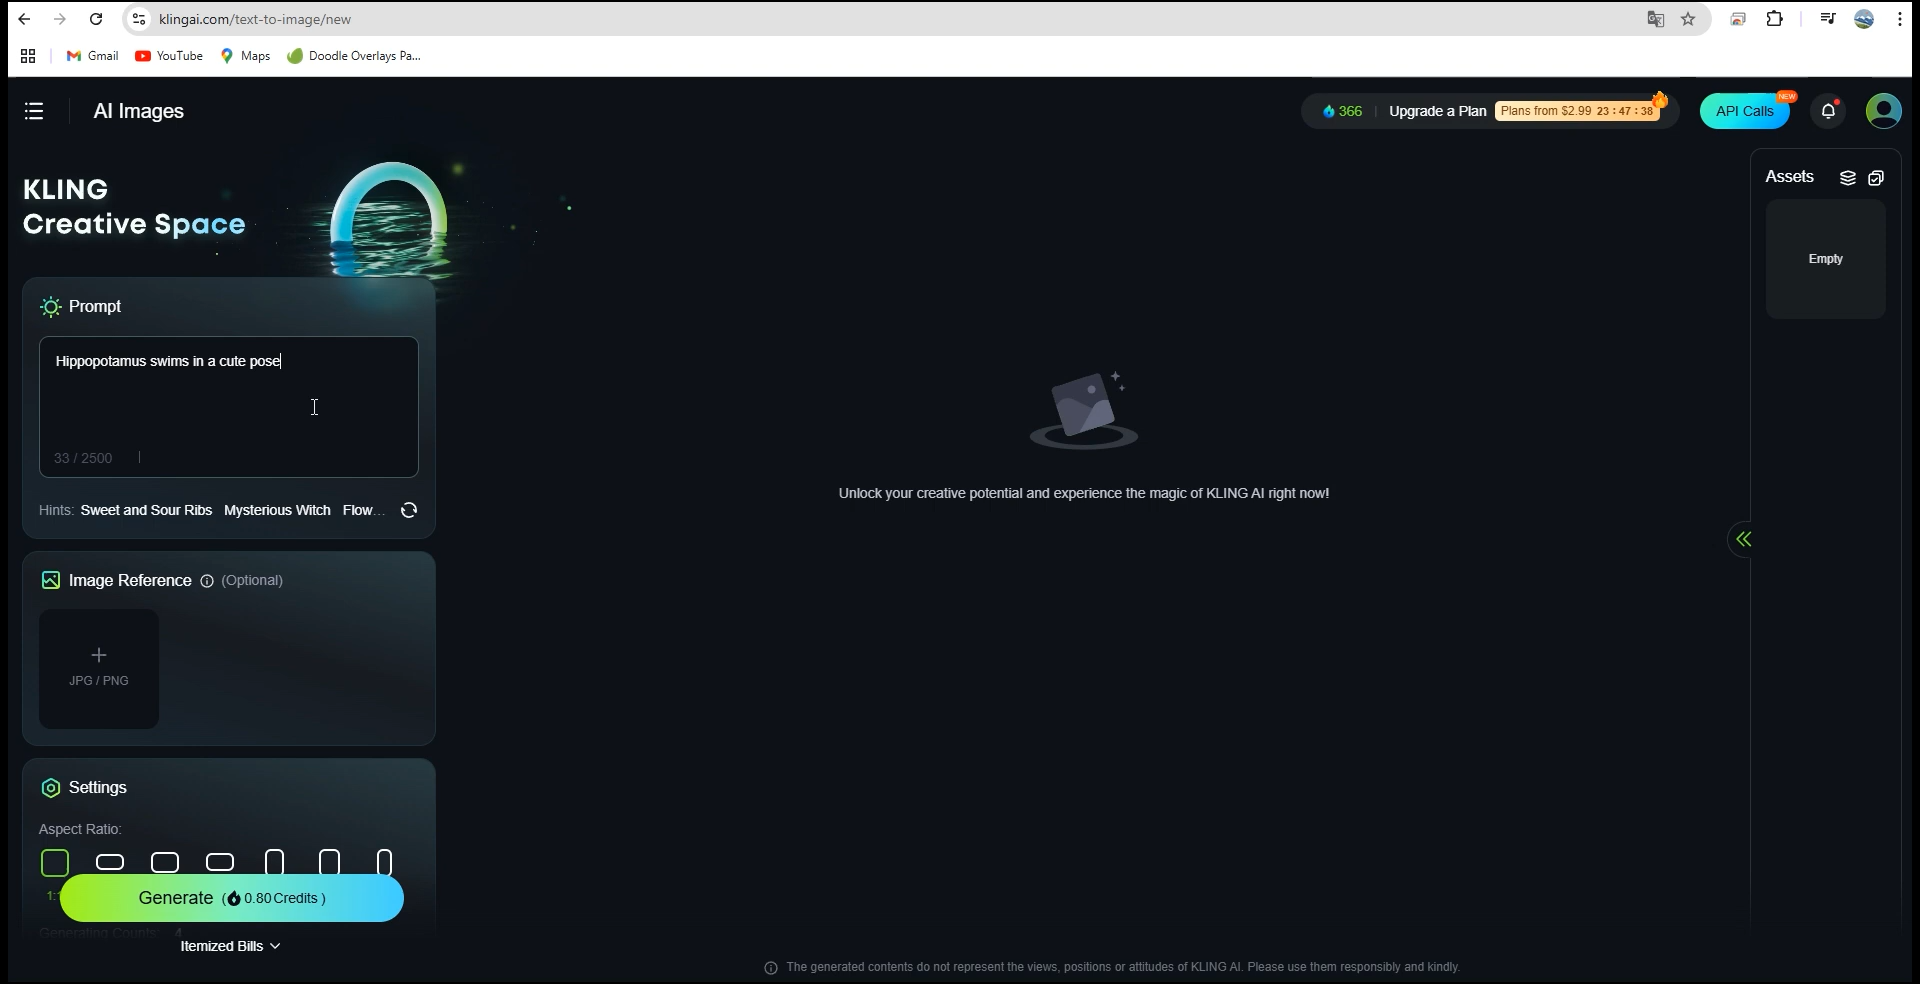 klingai.com/text-to-image/new
Gmail
YouTube
Maps
Doodle Overlays Pa...
AI Images
366
Upgrade a Plan
Plans from $2.99 23 : 47 : 38
API Calls
NEW
KLING
Creative Space
Assets
Empty
Prompt
Hippopotamus swims in a cute pose
33 / 2500
Hints: Sweet and Sour Ribs Mysterious Witch Flow...
Unlock your creative potential and experience the magic of KLING AI right now!
Image Reference (Optional)
JPG / PNG
Settings
Aspect Ratio:
Generate ( 0.80 Credits )
Generating Counts: 4
Itemized Bills
The generated contents do not represent the views, positions or attitudes of KLING AI. Please use them responsibly and kindly.